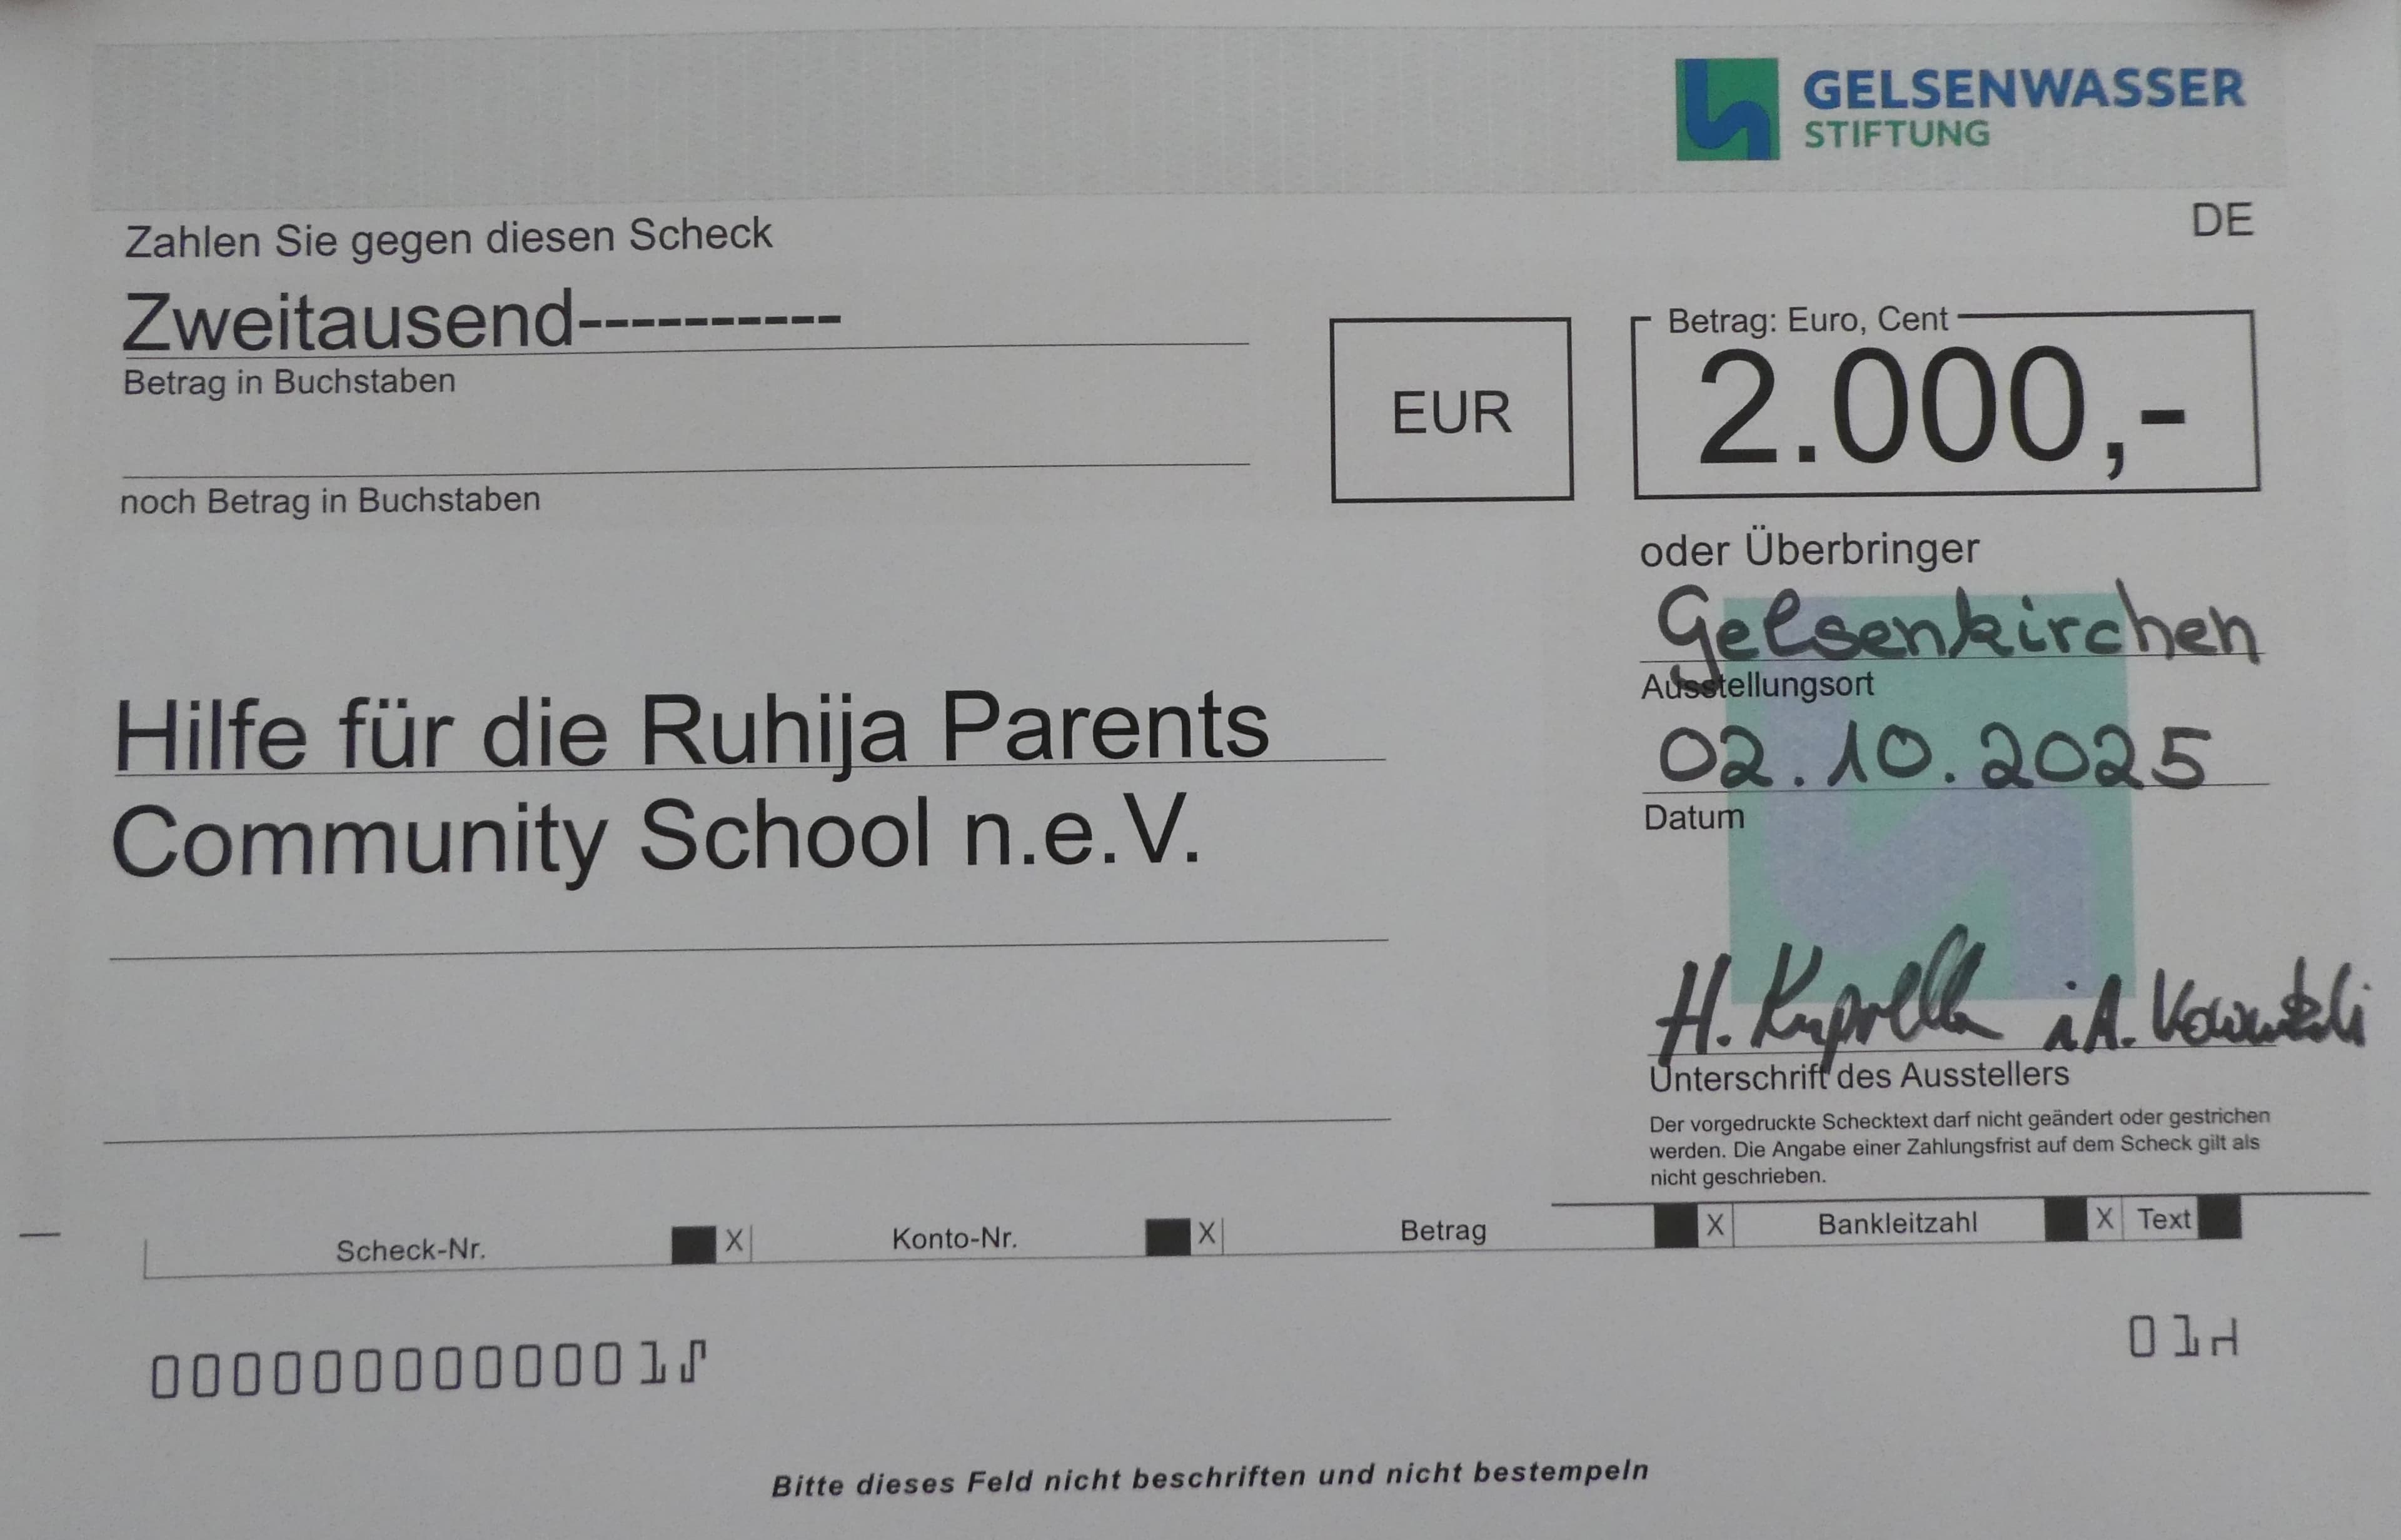 GELSENWASSER
STIFTUNG
DE
Zahlen Sie gegen diesen Scheck
Zweitausend----------
Betrag in Buchstaben
noch Betrag in Buchstaben
EUR
Betrag: Euro, Cent
2.000,-
oder Überbringer
Gelsenkirchen
Ausstellungsort
02.10.2025
Datum
Hilfe für die Ruhija Parents
Community School n.e.V.
H. i.A.
Unterschrift des Ausstellers
Der vorgedruckte Schecktext darf nicht geändert oder gestrichen
werden. Die Angabe einer Zahlungsfrist auf dem Scheck gilt als
nicht geschrieben.
Scheck-Nr. X Konto-Nr. X Betrag X Bankleitzahl X Text
0000000000001⑀ 01⑁
Bitte dieses Feld nicht beschriften und nicht bestempeln